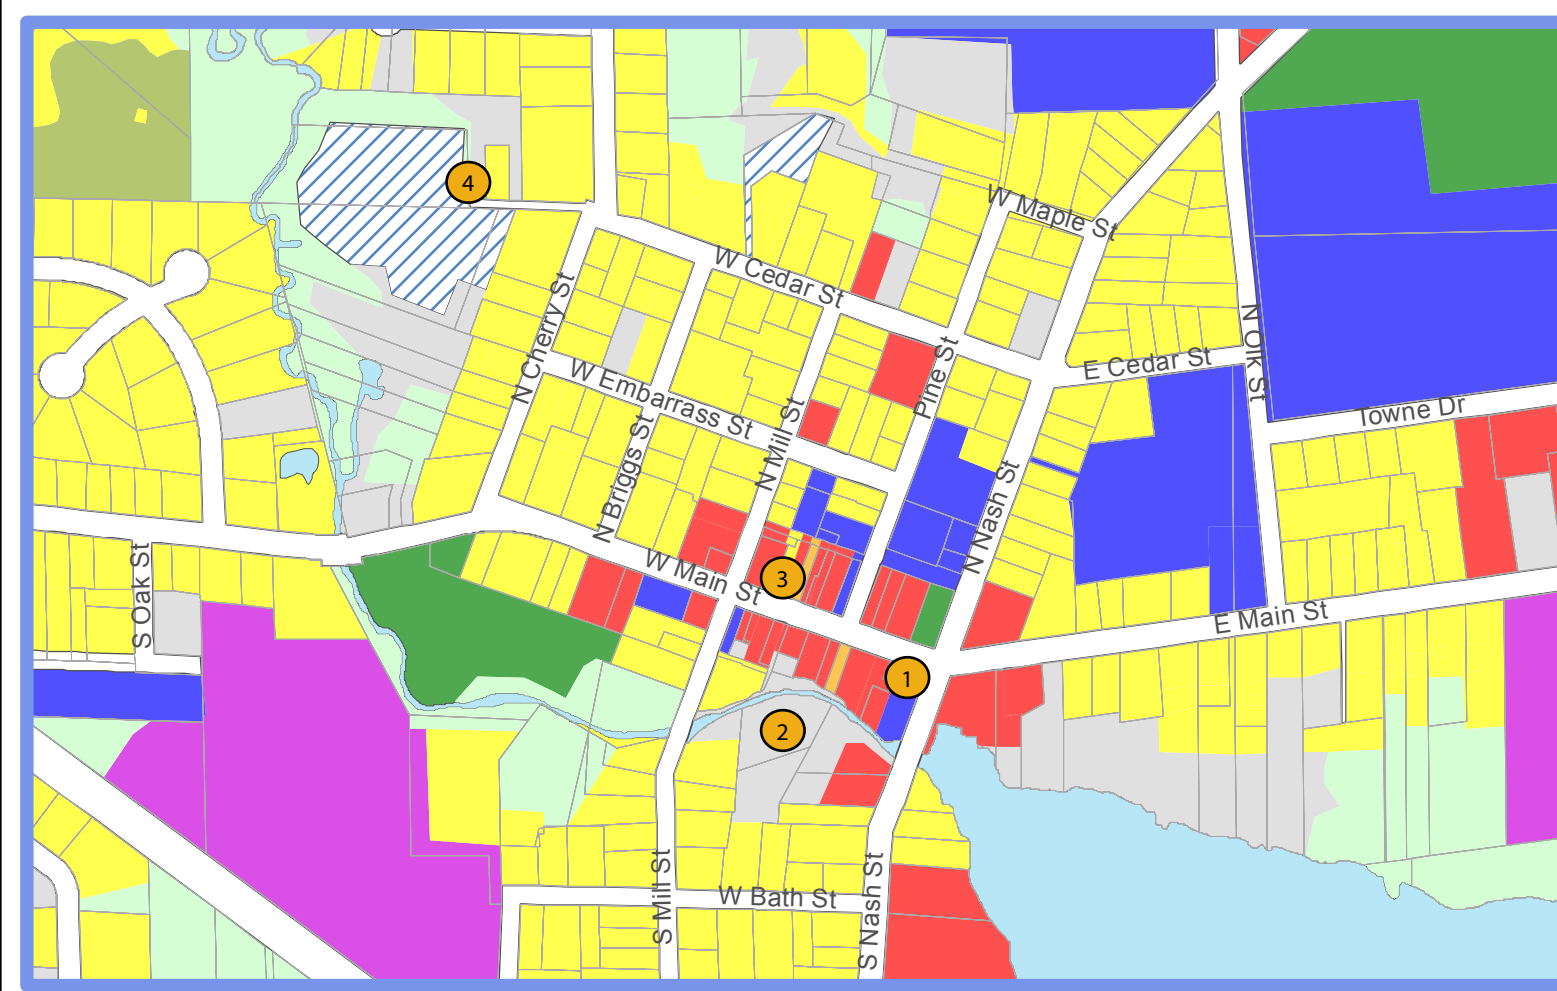 4
W Maple St
W Cedar St
N Cherry St
N Olk St
Pine St
E Cedar St
W Embarrass St
Towne Dr
N Mill St
N Briggs St
N Nash St
S Oak St
W Main St
3
E Main St
1
2
S Mill St
W Bath St
S Nash St